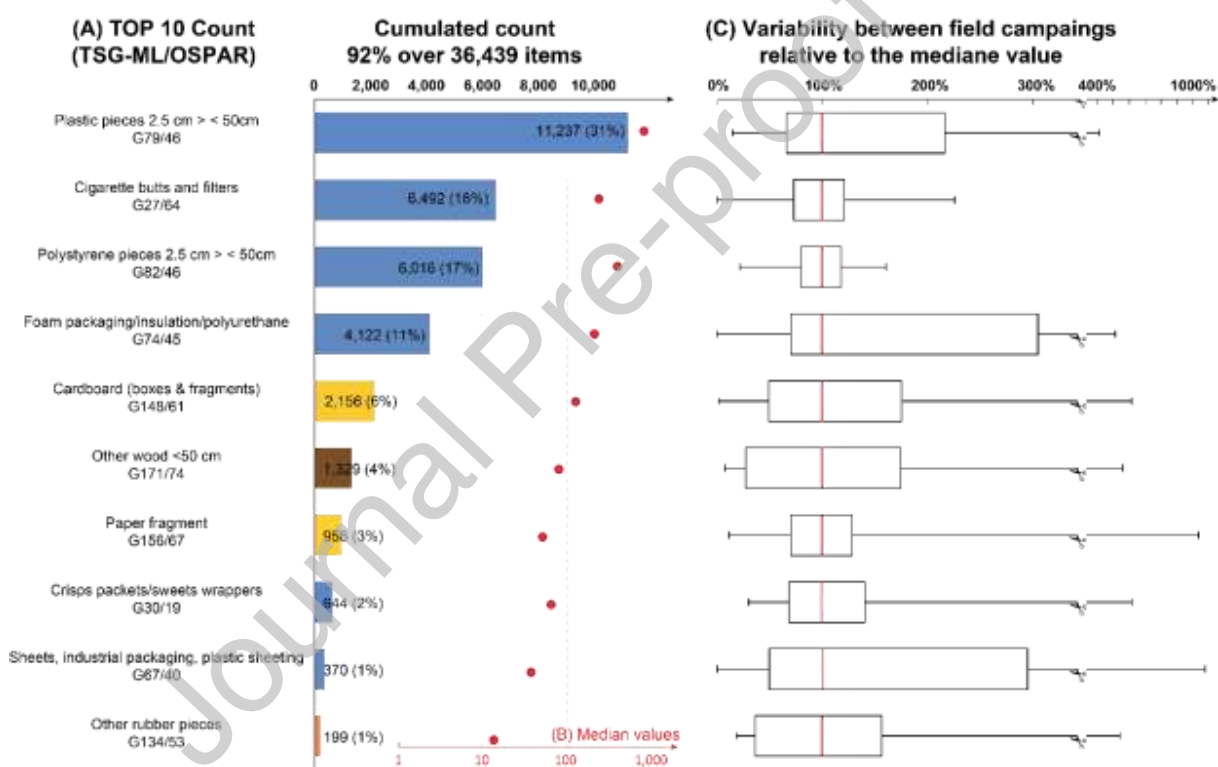 (A) TOP 10 Count
(TSG-ML/OSPAR)
Cumulated count
92% over 36,439 items
(C) Variability between field campaings
relative to the mediane value
0 2,000 4,000 6,000 8,000 10,000
0% 100% 200% 300% 400% 1000%
Plastic pieces 2.5 cm > < 50cm
G79/46
11,237 (31%)
Cigarette butts and filters
G27/64
6,492 (18%)
Polystyrene pieces 2.5 cm > < 50cm
G82/46
6,016 (17%)
Foam packaging/insulation/polyurethane
G74/45
4,122 (11%)
Cardboard (boxes & fragments)
G148/61
2,156 (6%)
Other wood <50 cm
G171/74
1,329 (4%)
Paper fragment
G156/67
(3%)
Crisps packets/sweets wrappers
G30/19
644 (2%)
Sheets, industrial packaging, plastic sheeting
G67/40
370 (1%)
Other rubber pieces
G134/53
199 (1%)
(B) Median values
1 10 100 1,000
Journal Pre-proof